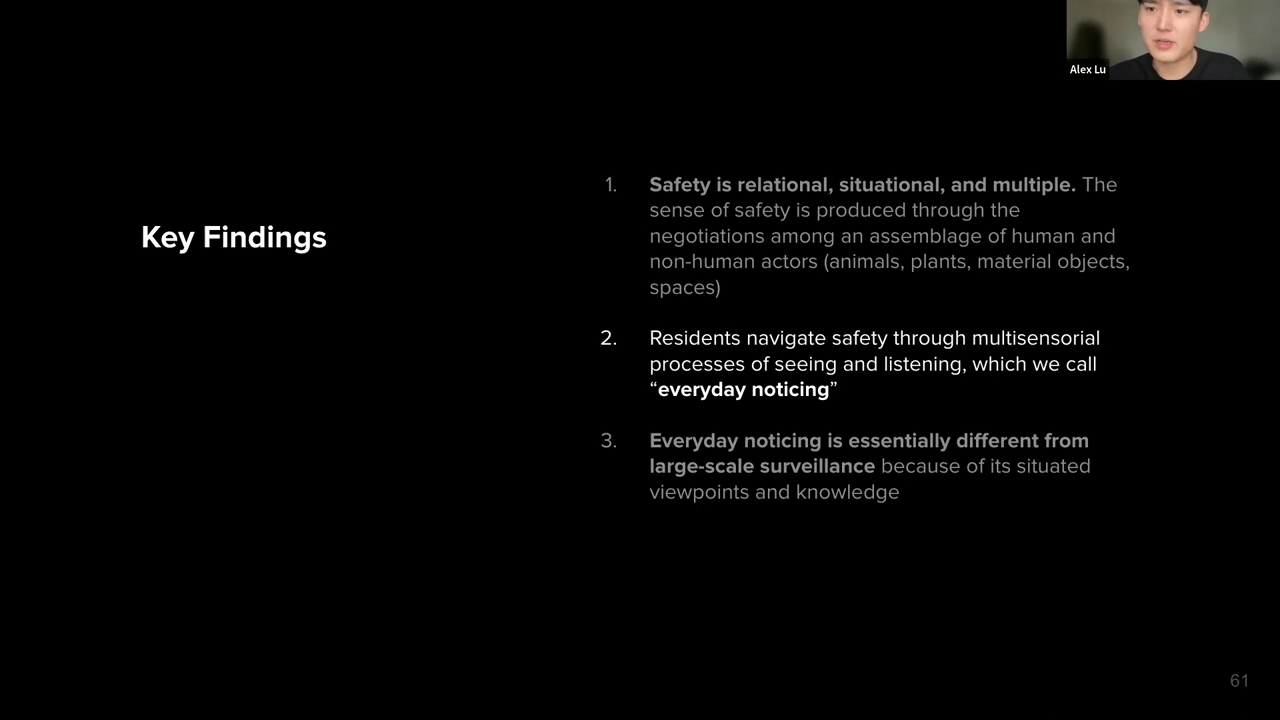 Alex Lu
Key Findings
1. Safety is relational, situational, and multiple. The
sense of safety is produced through the
negotiations among an assemblage of human and
non-human actors (animals, plants, material objects,
spaces)
2. Residents navigate safety through multisensorial
processes of seeing and listening, which we call
“everyday noticing”
3. Everyday noticing is essentially different from
large-scale surveillance because of its situated
viewpoints and knowledge
61